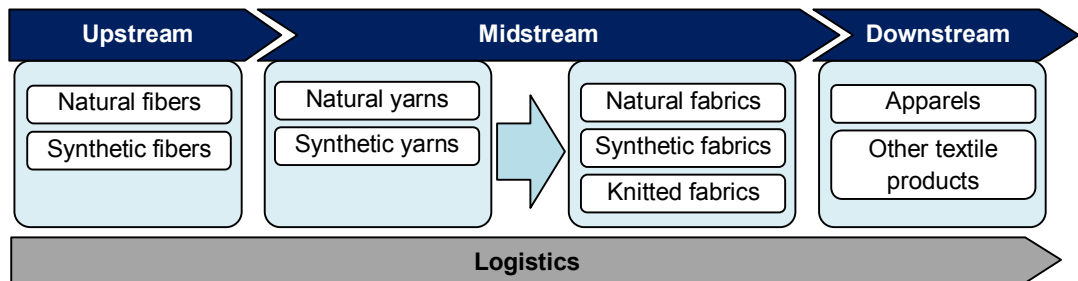 Upstream
Midstream
Downstream
Natural fibers
Synthetic fibers
Natural yarns
Synthetic yarns
Natural fabrics
Synthetic fabrics
Knitted fabrics
Apparels
Other textile
products
Logistics